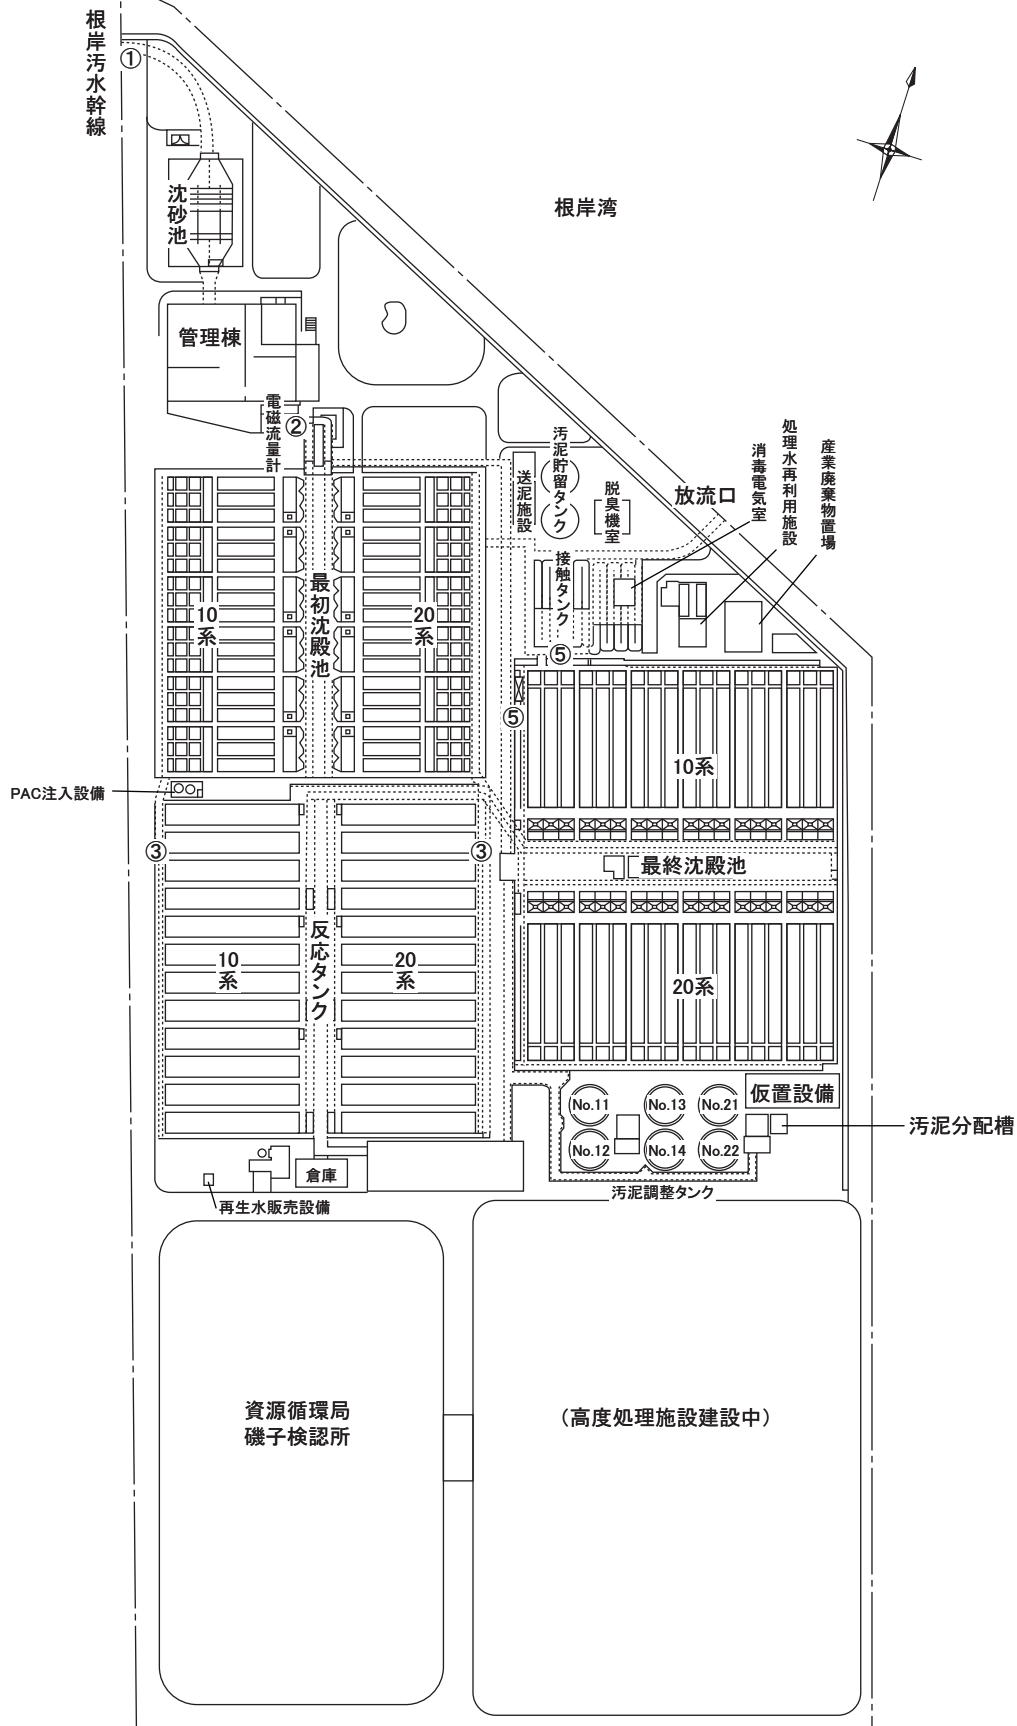 根岸汚水幹線
①
根岸湾
沈砂池
管理棟
電磁流量計
②
送泥施設
汚泥貯留タンク
脱臭機室
放流口
消毒電気室
処理水再利用施設
産業廃棄物置場
接触タンク
10系
最初沈殿池
20系
⑤
⑤
10系
PAC注入設備
③
③
最終沈殿池
10系
反応タンク
20系
20系
No.11
No.13
No.21
仮置設備
No.12
No.14
No.22
汚泥分配槽
汚泥調整タンク
倉庫
再生水販売設備
資源循環局
磯子検認所
（高度処理施設建設中）